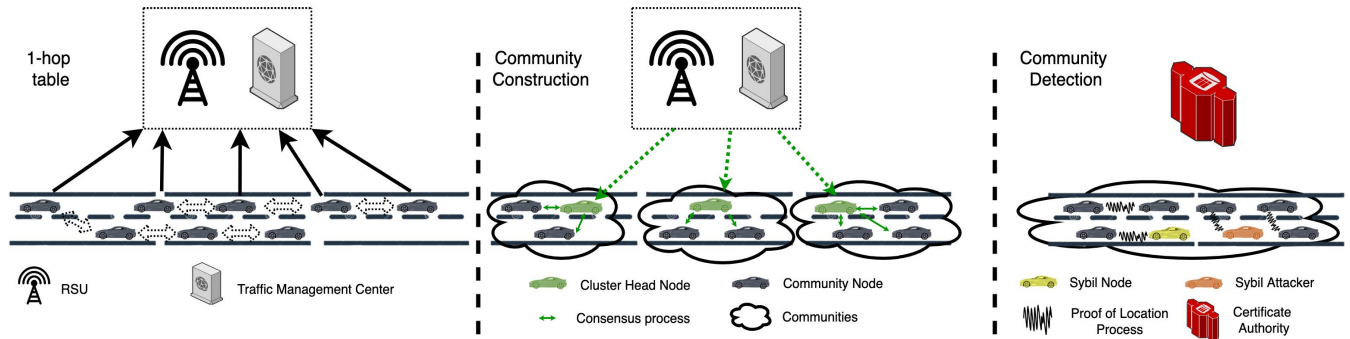 1-hop
table
RSU
Traffic Management Center
Community
Construction
Cluster Head Node
Community Node
Consensus process
Communities
Community
Detection
Sybil Node
Sybil Attacker
Proof of Location
Process
Certificate
Authority